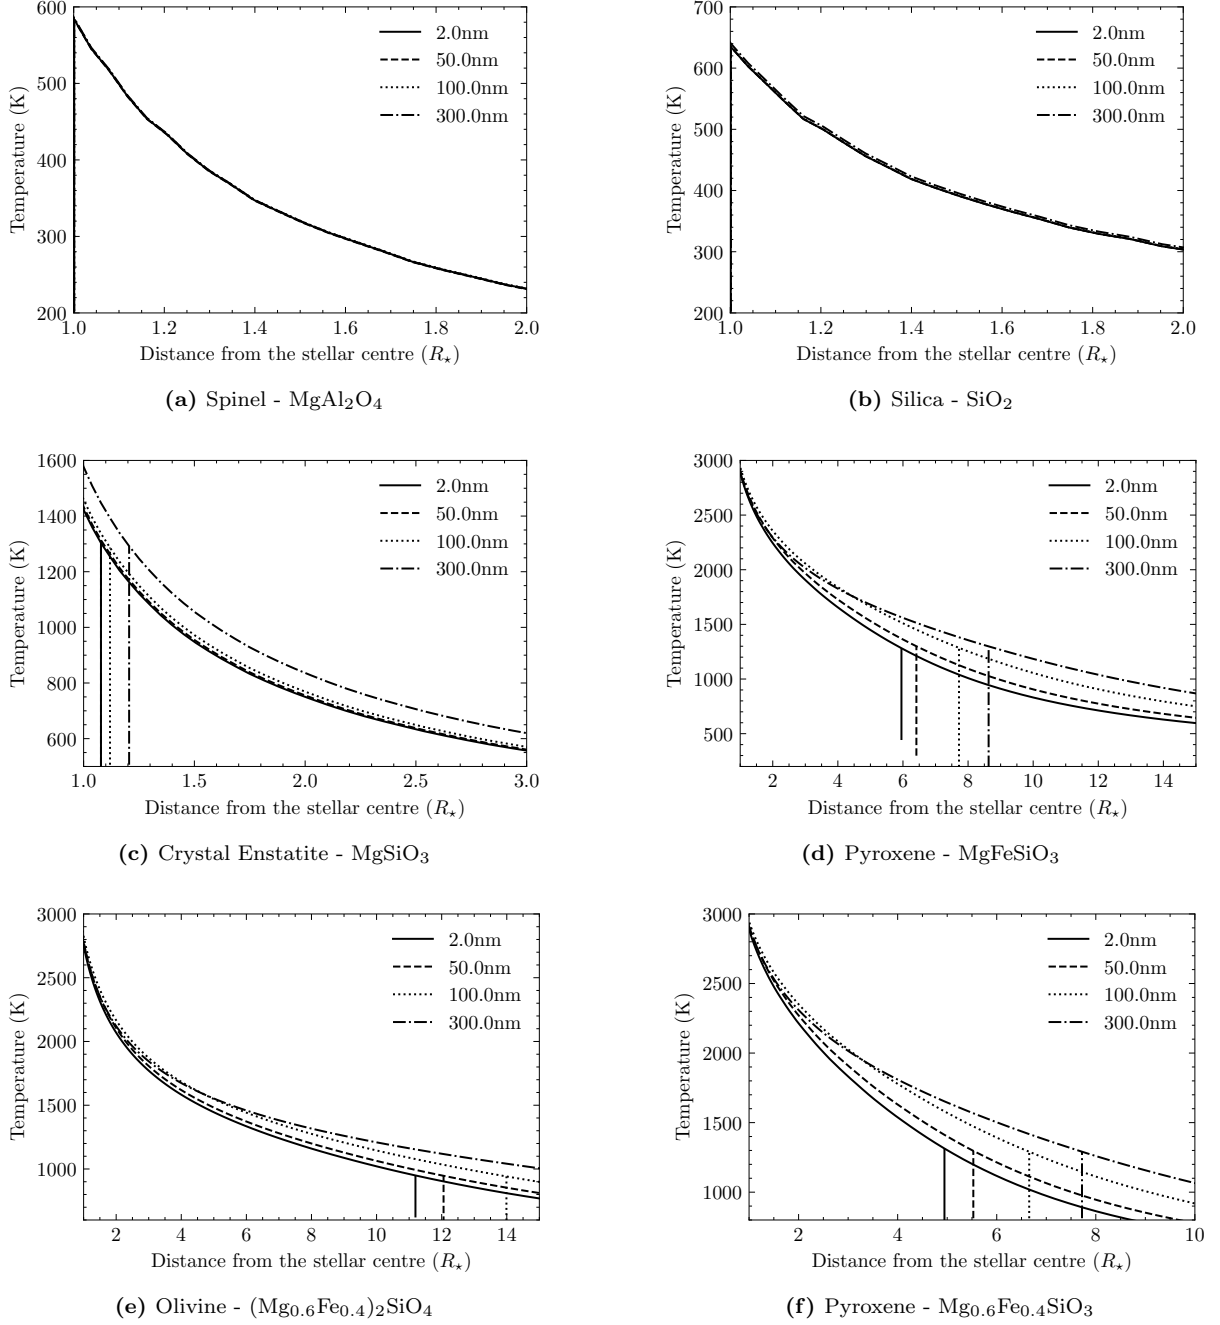 600
500
400
300
200
Temperature (K)
1.0 1.2 1.4 1.6 1.8 2.0
Distance from the stellar centre (R⋆)
2.0nm
50.0nm
100.0nm
300.0nm
(a) Spinel - MgAl₂O₄
700
600
500
400
300
200
Temperature (K)
1.0 1.2 1.4 1.6 1.8 2.0
Distance from the stellar centre (R⋆)
2.0nm
50.0nm
100.0nm
300.0nm
(b) Silica - SiO₂
1600
1400
1200
1000
800
600
Temperature (K)
1.0 1.5 2.0 2.5 3.0
Distance from the stellar centre (R⋆)
2.0nm
50.0nm
100.0nm
300.0nm
(c) Crystal Enstatite - MgSiO₃
3000
2500
2000
1500
1000
500
Temperature (K)
2 4 6 8 10 12 14
Distance from the stellar centre (R⋆)
2.0nm
50.0nm
100.0nm
300.0nm
(d) Pyroxene - MgFeSiO₃
3000
2500
2000
1500
1000
Temperature (K)
2 4 6 8 10 12 14
Distance from the stellar centre (R⋆)
2.0nm
50.0nm
100.0nm
300.0nm
(e) Olivine - (Mg₀.₆Fe₀.₄)₂SiO₄
3000
2500
2000
1500
1000
Temperature (K)
2 4 6 8 10
Distance from the stellar centre (R⋆)
2.0nm
50.0nm
100.0nm
300.0nm
(f) Pyroxene - Mg₀.₆Fe₀.₄SiO₃